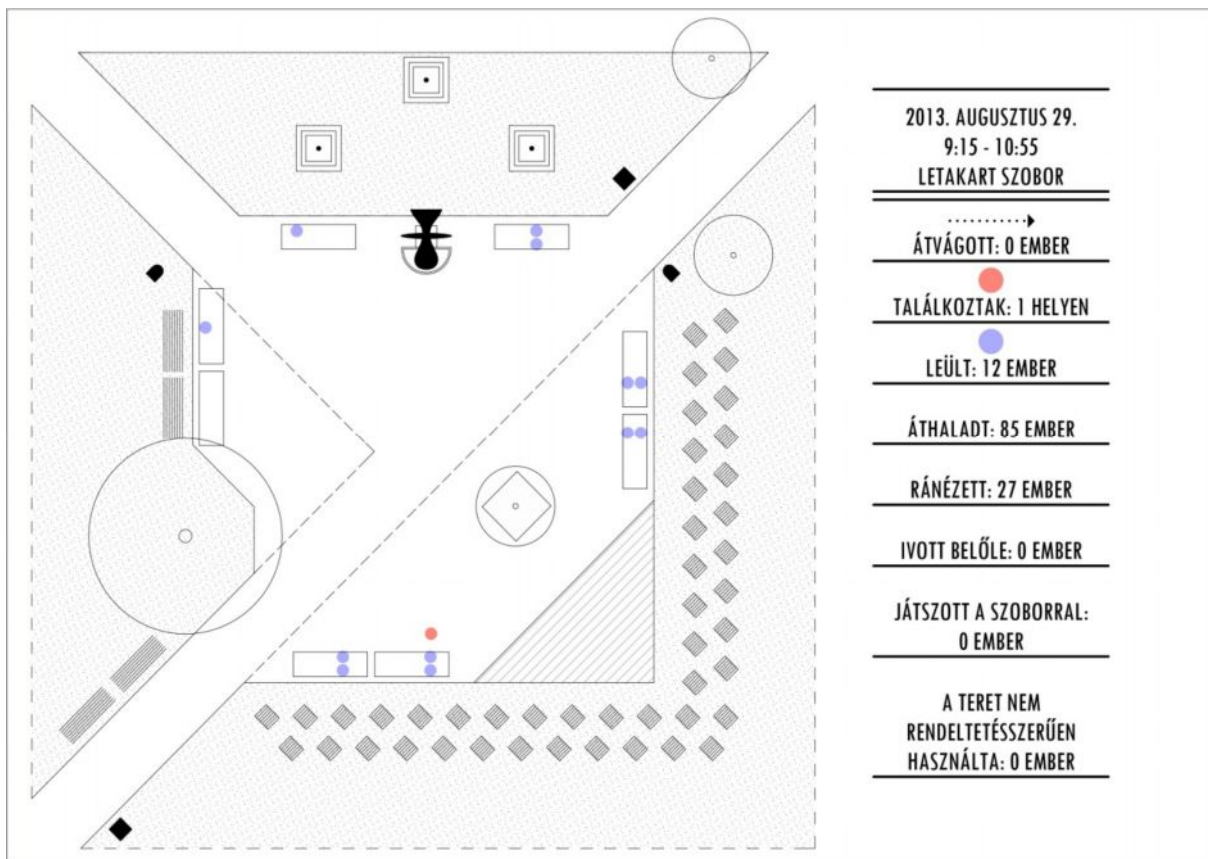 2013. AUGUSZTUS 29.
9:15 - 10:55
LETAKART SZOBOR
ÁTVÁGOTT: 0 EMBER
TALÁLKOZTAK: 1 HELYEN
LEÜLT: 12 EMBER
ÁTHALADT: 85 EMBER
RÁNÉZETT: 27 EMBER
IVOTT BELŐLE: 0 EMBER
JÁTSZOTT A SZOBORRAL:
0 EMBER
A TERET NEM
RENDELTETÉSSZERŰEN
HASZNÁLTA: 0 EMBER